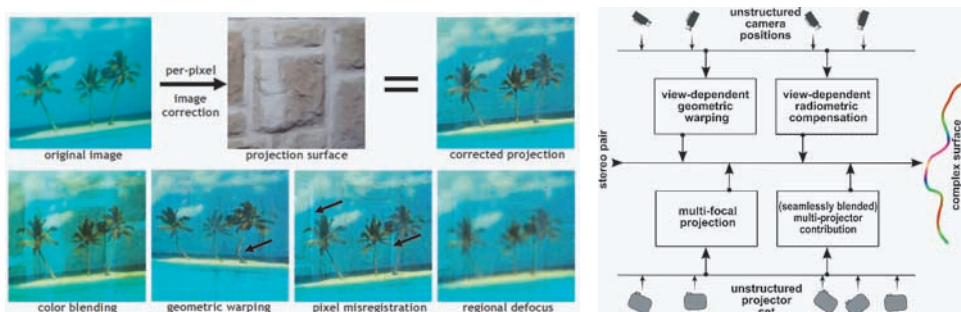 per-pixel
image
correction
original image
projection surface
corrected projection
color blending
geometric warping
pixel misregistration
regional defocus
unstructured
camera
positions
view-dependent
geometric
warping
view-dependent
radiometric
compensation
stereo pair
complex surface
multi-focal
projection
(seamlessly blended)
multi-projector
contribution
unstructured
projector
set